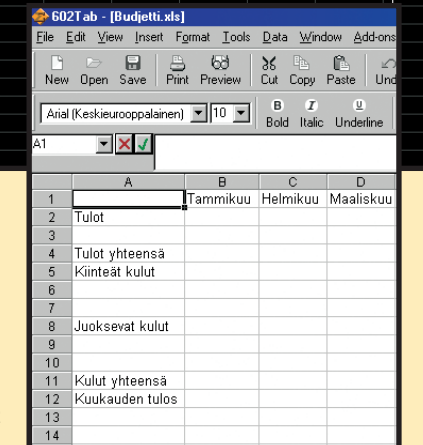 602Tab - [Budjetti.xls]
File Edit View Insert Format Tools Data Window Add-ons
New Open Save Print Preview Cut Copy Paste Und
Arial (Keskieurooppalainen) 10 B Bold I Italic U Underline
A1
A B C D
1 Tammikuu Helmikuu Maaliskuu
2 Tulot
3
4 Tulot yhteensä
5 Kiinteät kulut
6
7
8 Juoksevat kulut
9
10
11 Kulut yhteensä
12 Kuukauden tulos
13
14